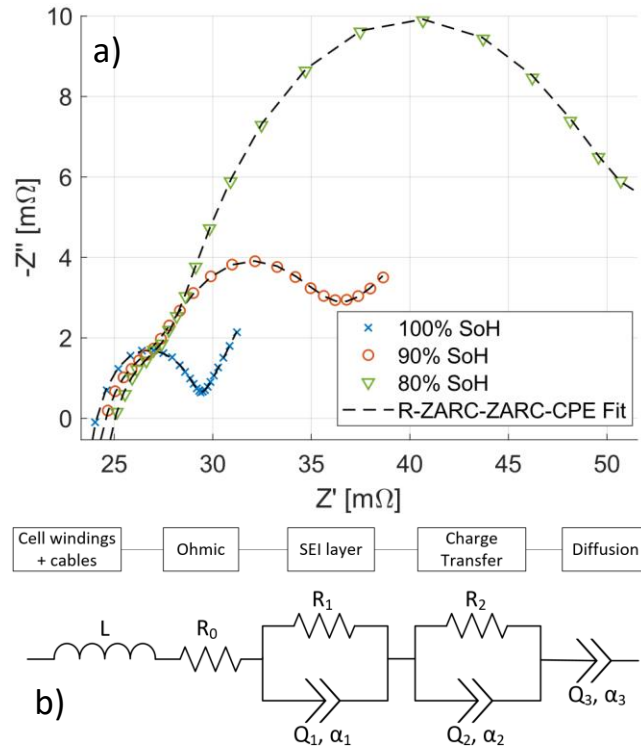 a)
10
8
6
4
2
0
-Z" [mΩ]
25 30 35 40 45 50
Z' [mΩ]
100% SoH
90% SoH
80% SoH
R-ZARC-ZARC-CPE Fit
Cell windings
+ cables
Ohmic
SEI layer
Charge
Transfer
Diffusion
L
R₀
R₁
R₂
Q₁, α₁
Q₂, α₂
Q₃, α₃
b)